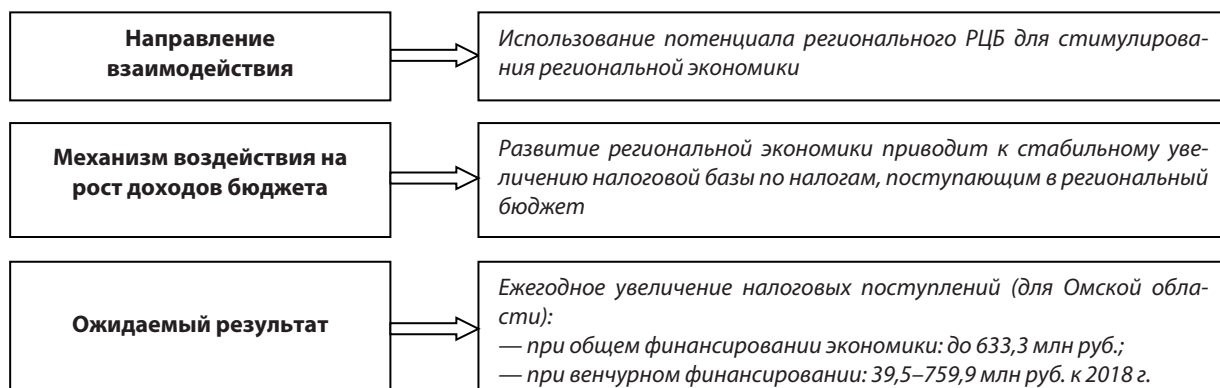 Направление
взаимодействия
Использование потенциала регионального РЦБ для стимулирова-
ния региональной экономики
Механизм воздействия на
рост доходов бюджета
Развитие региональной экономики приводит к стабильному уве-
личению налоговой базы по налогам, поступающим в региональный
бюджет
Ожидаемый результат
Ежегодное увеличение налоговых поступлений (для Омской обла-
сти):
— при общем финансировании экономики: до 633,3 млн руб.;
— при венчурном финансировании: 39,5–759,9 млн руб. к 2018 г.